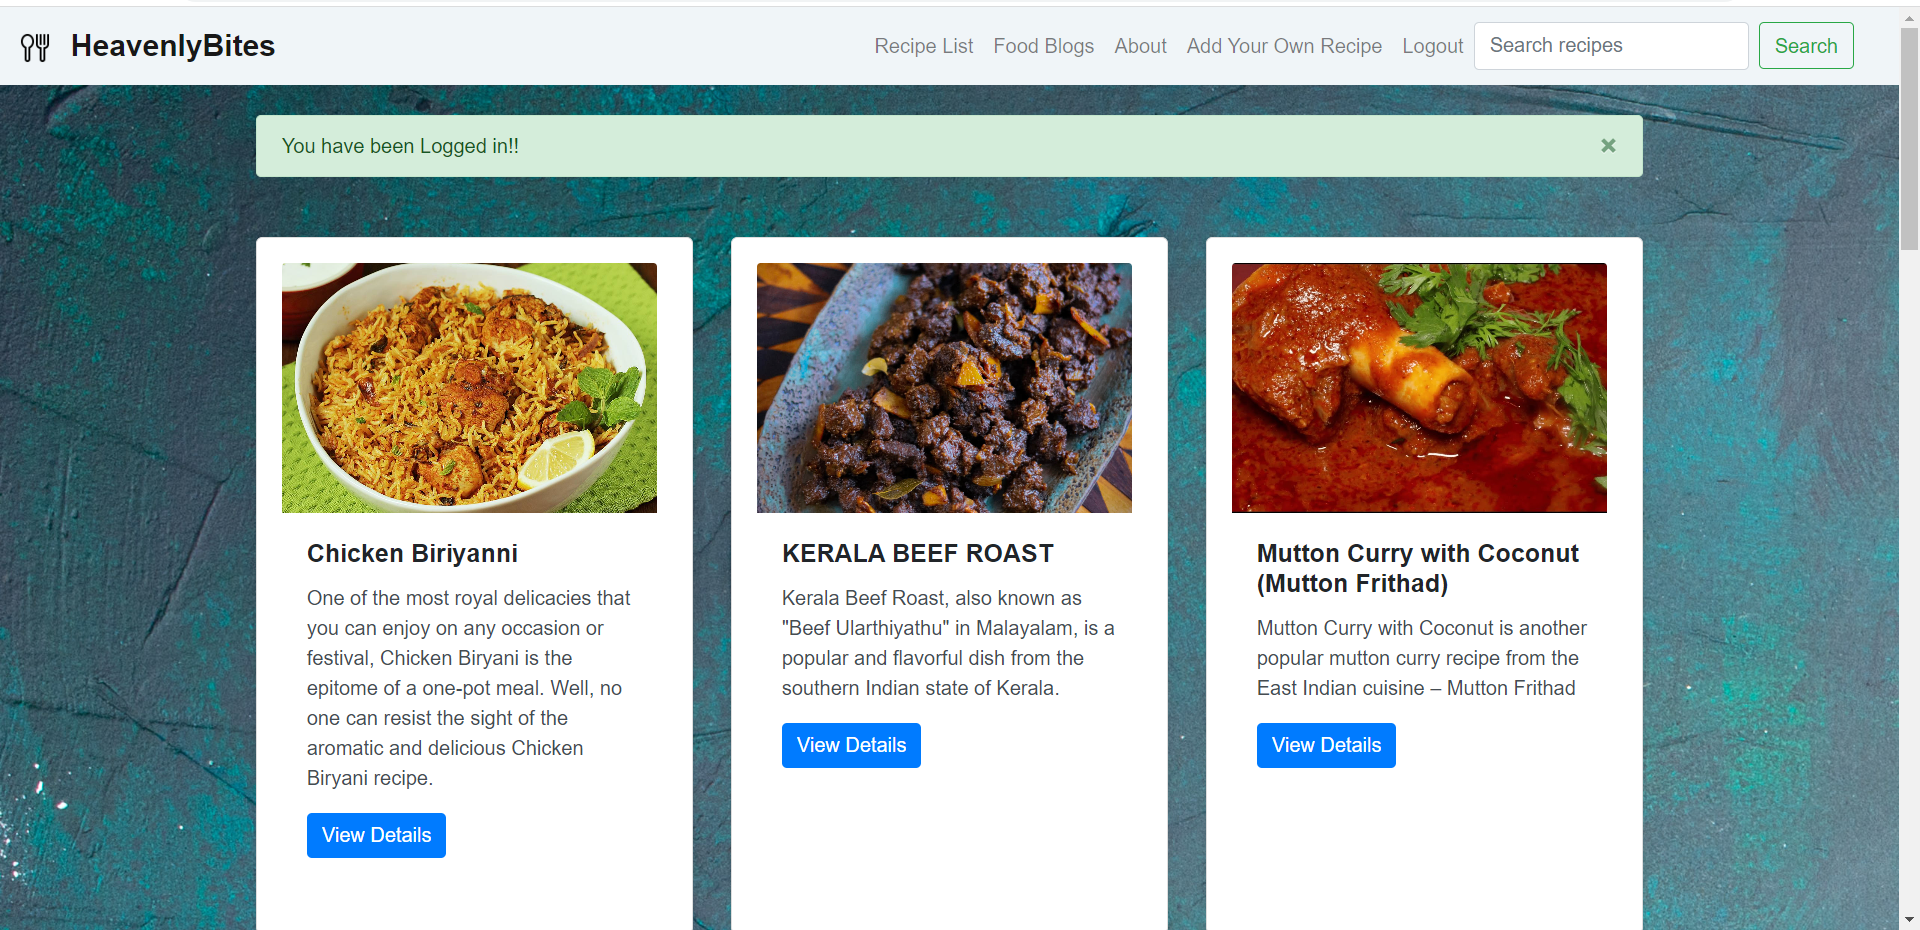 HeavenlyBites
Recipe List Food Blogs About Add Your Own Recipe Logout Search recipes Search
You have been Logged in!! ×
Chicken Biriyanni
One of the most royal delicacies that
you can enjoy on any occasion or
festival, Chicken Biryani is the
epitome of a one-pot meal. Well, no
one can resist the sight of the
aromatic and delicious Chicken
Biryani recipe.
View Details
KERALA BEEF ROAST
Kerala Beef Roast, also known as
"Beef Ularthiyathu" in Malayalam, is a
popular and flavorful dish from the
southern Indian state of Kerala.
View Details
Mutton Curry with Coconut
(Mutton Frithad)
Mutton Curry with Coconut is another
popular mutton curry recipe from the
East Indian cuisine – Mutton Frithad
View Details